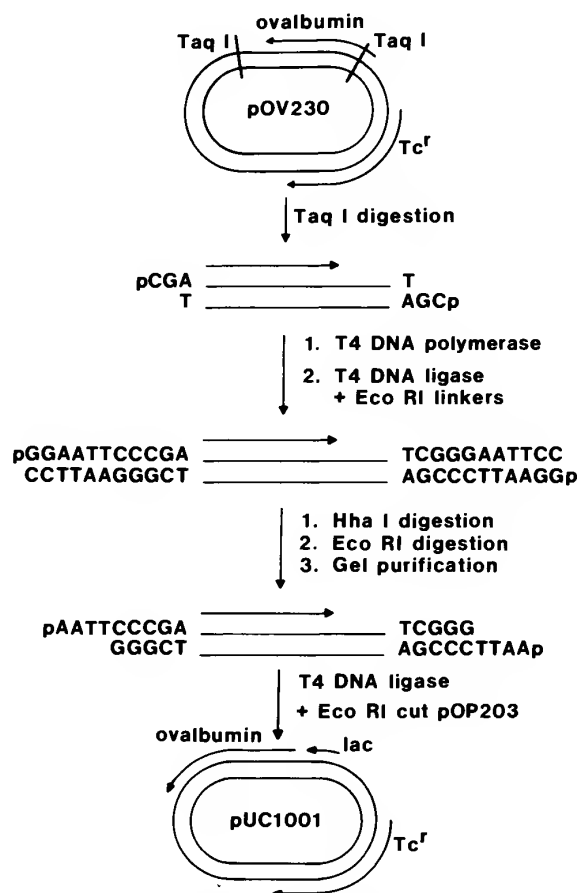 ovalbumin
Taq I Taq I
pOV230
Tcr
Taq I digestion
pCGA T
T AGCp
1. T4 DNA polymerase
2. T4 DNA ligase
+ Eco RI linkers
pGGAATTCCCGA TCGGGAATTCC
CCTTAAGGGCT AGCCCTTAAGGp
1. Hha I digestion
2. Eco RI digestion
3. Gel purification
pAATTCCCGA TCGGG
GGGCT AGCCCTTAAp
T4 DNA ligase
+ Eco RI cut pOP203
ovalbumin lac
pUC1001
Tcr